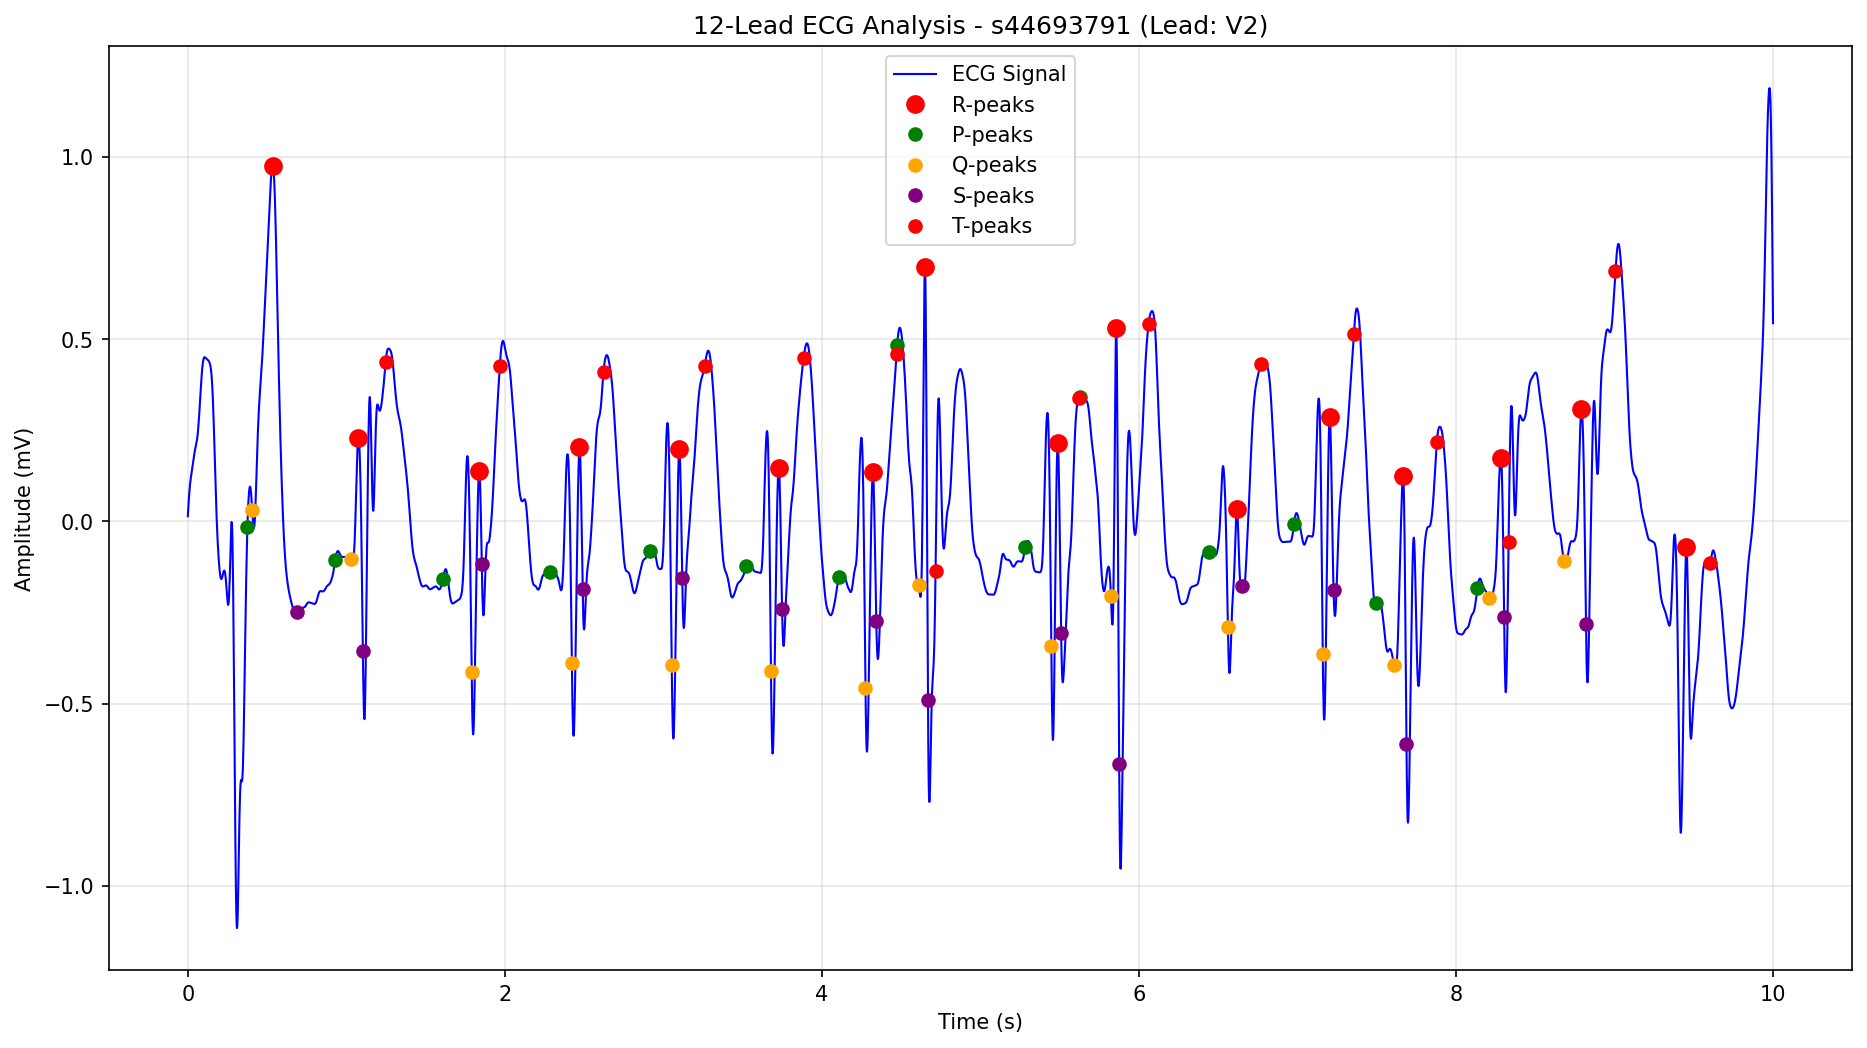 12-Lead ECG Analysis - s44693791 (Lead: V2)
ECG Signal
R-peaks
P-peaks
Q-peaks
S-peaks
T-peaks
Amplitude (mV)
1.0
0.5
0.0
−0.5
−1.0
0 2 4 6 8 10
Time (s)